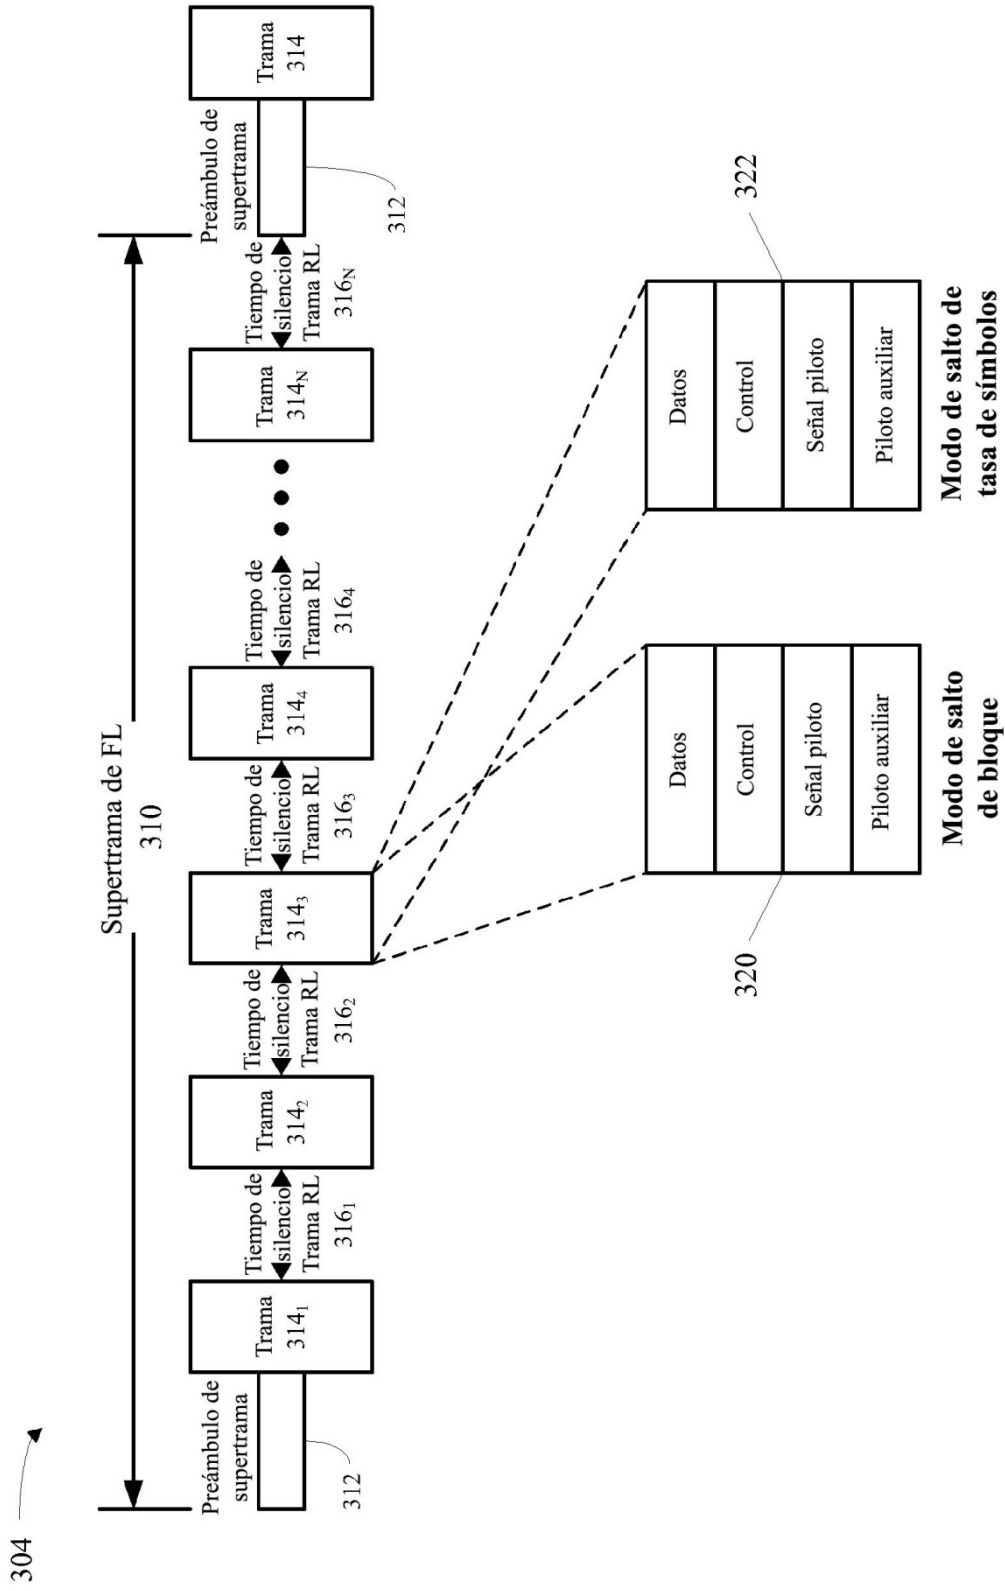 304
Supertrama de FL
310
Preámbulo de
supertrama
312
Trama
314₁
Tiempo de
silencio
Trama RL
316₁
Trama
314₂
Tiempo de
silencio
Trama RL
316₂
Trama
314₃
Tiempo de
silencio
Trama RL
316₃
Trama
314₄
Tiempo de
silencio
Trama RL
316₄
Trama
314N
Tiempo de
silencio
Trama RL
316N
Preámbulo de
supertrama
312
Trama
314
320
Datos
Control
Señal piloto
Piloto auxiliar
Modo de salto
de bloque
322
Datos
Control
Señal piloto
Piloto auxiliar
Modo de salto de
tasa de símbolos